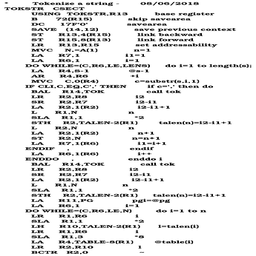 * Tokenize a string - 08/06/2018
TOKSTR CSECT
USING TOKSTR,R13 base register
B 72(R15) skip savearea
DC 17F'0' savearea
SAVE (14,12) save previous context
ST R13,4(R15) link backward
ST R15,8(R13) link forward
LR R13,R15 set addressability
MVC N,=A(1) n=1
LA R7,1 i1=1
LA R6,1 i=1
DO WHILE=(C,R6,LE,LENS) do i=1 to length(s);
LA R4,S-1 @s-1
AR R4,R6 +i
MVC C,0(R4) c=substr(s,i,1)
IF CLI,C,EQ,C',' THEN if c=',' then do
BAL R14,TOK call tok
LR R2,R8 i2
SR R2,R7 i2-i1
LA R2,1(R2) i2-i1+1
L R1,N n
SLA R1,1 *2
STH R2,TALEN-2(R1) talen(n)=i2-i1+1
L R2,N n
LA R2,1(R2) n+1
ST R2,N n=n+1
LA R7,1(R6) i1=i+1
ENDIF endif
LA R6,1(R6) i++
ENDDO enddo i
BAL R14,TOK call tok
LR R2,R8 i2
SR R2,R7 i2-i1
LA R2,1(R2) i2-i1+1
L R1,N n
SLA R1,1 *2
STH R2,TALEN-2(R1) talen(n)=i2-i1+1
LA R11,PG pgi=@pg
LA R6,1 i=1
DO WHILE=(C,R6,LE,N) do i=1 to n
LR R1,R6 i
SLA R1,1 *2
LH R10,TALEN-2(R1) l=talen(i)
LR R1,R6 i
SLA R1,3 *8
LA R4,TABLE-8(R1) @table(i)
LR R2,R10 l
BCTR R2,0 ~